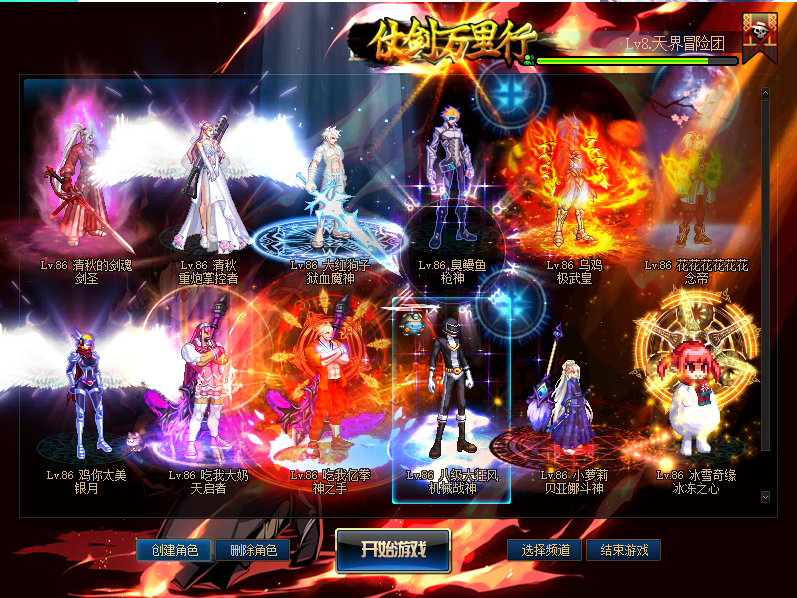 仗剑万里行
Lv8.天界冒险团
Lv.86 清秋的剑魂
剑圣
Lv.86 清秋
重炮掌控者
Lv.86 大红狗子
狱血魔神
Lv.86 臭鳗鱼
枪神
Lv.86 乌鸡
极武皇
Lv.86 花花花花花花
念帝
Lv.86 鸡你太美
银月
Lv.86 吃我大奶
天启者
Lv.86 吃我亿拳
神之手
Lv.86 八级大狂风
机械战神
Lv.86 小萝莉
贝亚娜斗神
Lv.86 冰雪奇缘
冰冻之心
创建角色
删除角色
开始游戏
选择频道
结束游戏